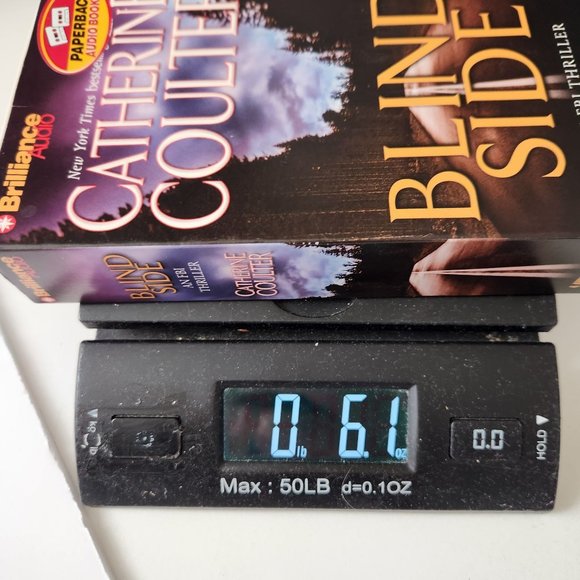 PAPERBACK
AUDIO BOOK
Brilliance
Audio
New York Times bestsel
CATHERINE
COULTER
BLIND
SIDE
FBI THRILLER
BLIND
SIDE
AN FBI
THRILLER
CATHERINE
COULTER
0 lb 6.1 oz
0.0
HOLD
Max : 50LB d=0.1OZ